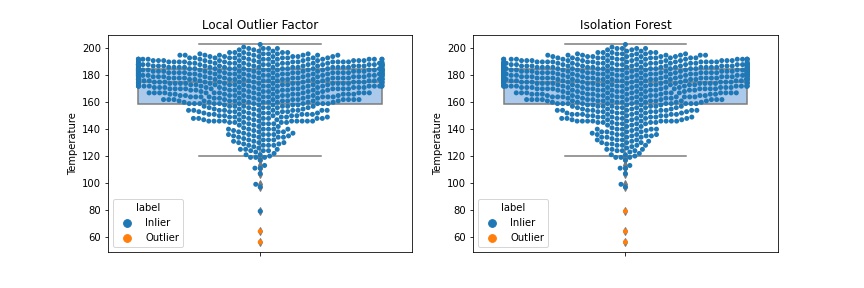 Local Outlier Factor
Temperature
200
180
160
140
120
100
80
60
label
Inlier
Outlier
Isolation Forest
Temperature
200
180
160
140
120
100
80
60
label
Inlier
Outlier